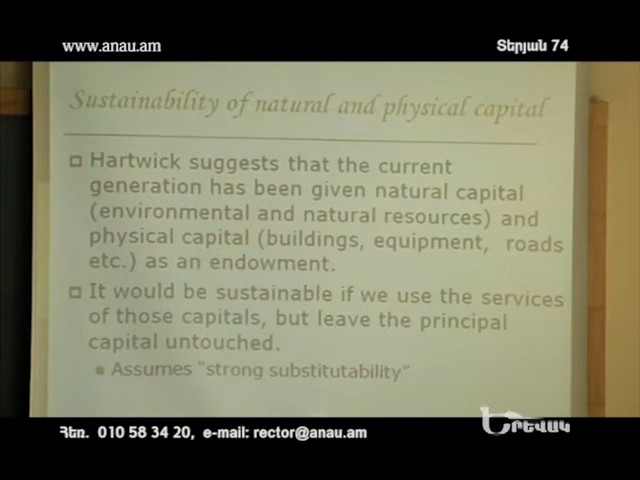 www.anau.am
Տերյան 74
Sustainability of natural and physical capital
Hartwick suggests that the current
generation has been given natural capital
(environmental and natural resources) and
physical capital (buildings, equipment, roads
etc.) as an endowment.
It would be sustainable if we use the services
of those capitals, but leave the principal
capital untouched.
Assumes “strong substitutability”
Հեռ. 010 58 34 20, e-mail: rector@anau.am
Երեվակ